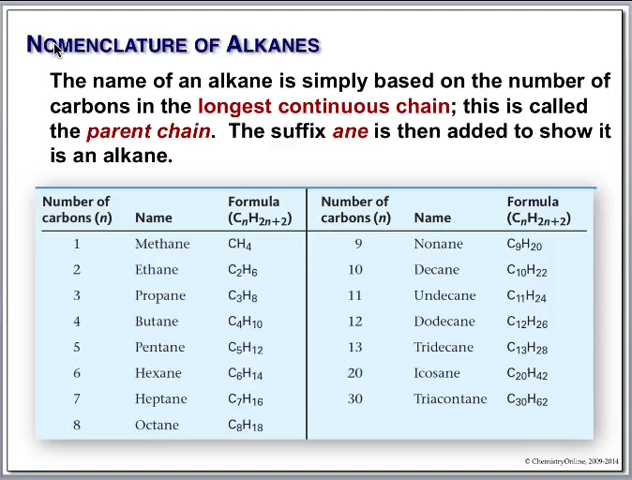 NOMENCLATURE OF ALKANES
The name of an alkane is simply based on the number of
carbons in the longest continuous chain; this is called
the parent chain. The suffix ane is then added to show it
is an alkane.
Number of carbons (n) Name Formula (CnH2n+2) Number of carbons (n) Name Formula (CnH2n+2)
1 Methane CH4 9 Nonane C9H20
2 Ethane C2H6 10 Decane C10H22
3 Propane C3H8 11 Undecane C11H24
4 Butane C4H10 12 Dodecane C12H26
5 Pentane C5H12 13 Tridecane C13H28
6 Hexane C6H14 20 Icosane C20H42
7 Heptane C7H16 30 Triacontane C30H62
8 Octane C8H18
© ChemistryOnline, 2009-2014